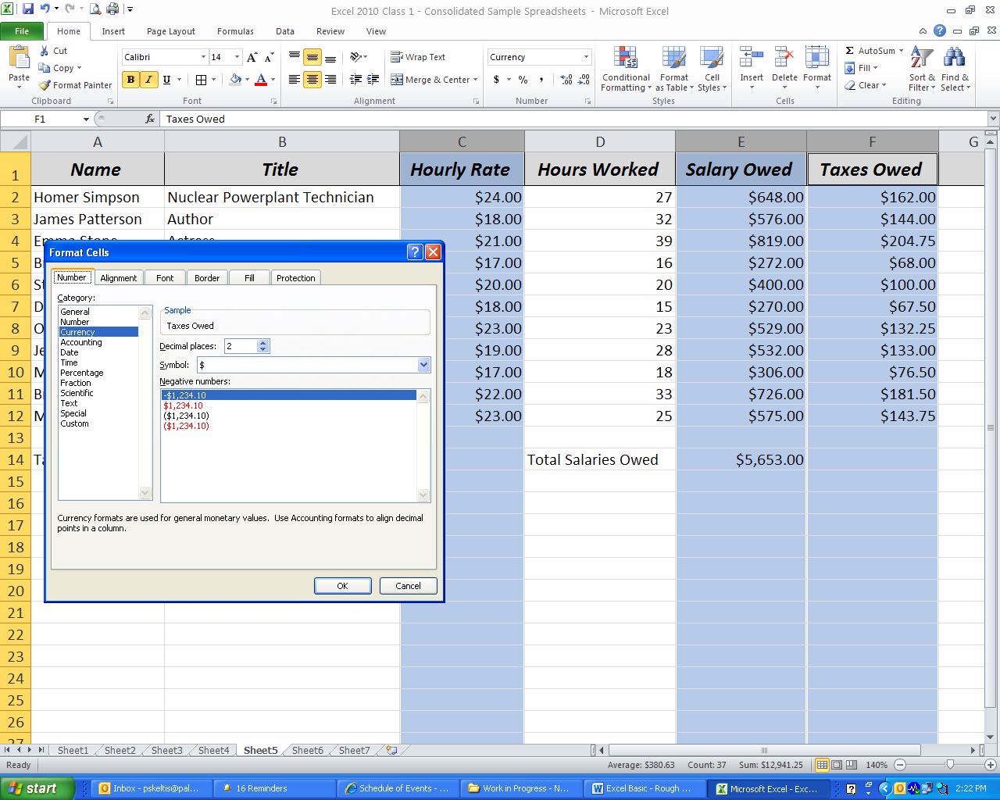 Excel 2010 Class 1 - Consolidated Sample Spreadsheets - Microsoft Excel
File Home Insert Page Layout Formulas Data Review View
Paste Cut Copy Format Painter Clipboard
Calibri 14 B I U Font
Wrap Text Merge & Center Alignment
Currency $ % , .00 Number
Conditional Formatting Format as Table Cell Styles Styles
Insert Delete Format Cells
Σ AutoSum Fill Clear Sort & Filter Find & Select Editing
F1 fx Taxes Owed
A B C D E F G
1 Name Title Hourly Rate Hours Worked Salary Owed Taxes Owed
2 Homer Simpson Nuclear Powerplant Technician $24.00 27 $648.00 $162.00
3 James Patterson Author $18.00 32 $576.00 $144.00
4 Emma Stone Actress $21.00 39 $819.00 $204.75
5 $17.00 16 $272.00 $68.00
6 $20.00 20 $400.00 $100.00
7 $18.00 15 $270.00 $67.50
8 $23.00 23 $529.00 $132.25
9 $19.00 28 $532.00 $133.00
10 $17.00 18 $306.00 $76.50
11 $22.00 33 $726.00 $181.50
12 $23.00 25 $575.00 $143.75
13
14 Total Salaries Owed $5,653.00
15
16
17
18
19
20
21
22
23
24
25
26
27
Format Cells
Number Alignment Font Border Fill Protection
Category:
General
Number
Currency
Accounting
Date
Time
Percentage
Fraction
Scientific
Text
Special
Custom
Sample
Taxes Owed
Decimal places: 2
Symbol: $
Negative numbers:
-$1,234.10
$1,234.10
($1,234.10)
($1,234.10)
Currency formats are used for general monetary values. Use Accounting formats to align decimal
points in a column.
OK Cancel
Sheet1 Sheet2 Sheet3 Sheet4 Sheet5 Sheet6 Sheet7
Ready Average: $380.63 Count: 37 Sum: $12,941.25 140%
start Inbox - pskeltis@pal... 16 Reminders Schedule of Events - ... Work in Progress - N... Excel Basic - Rough ... Microsoft Excel - Exc... 2:22 PM